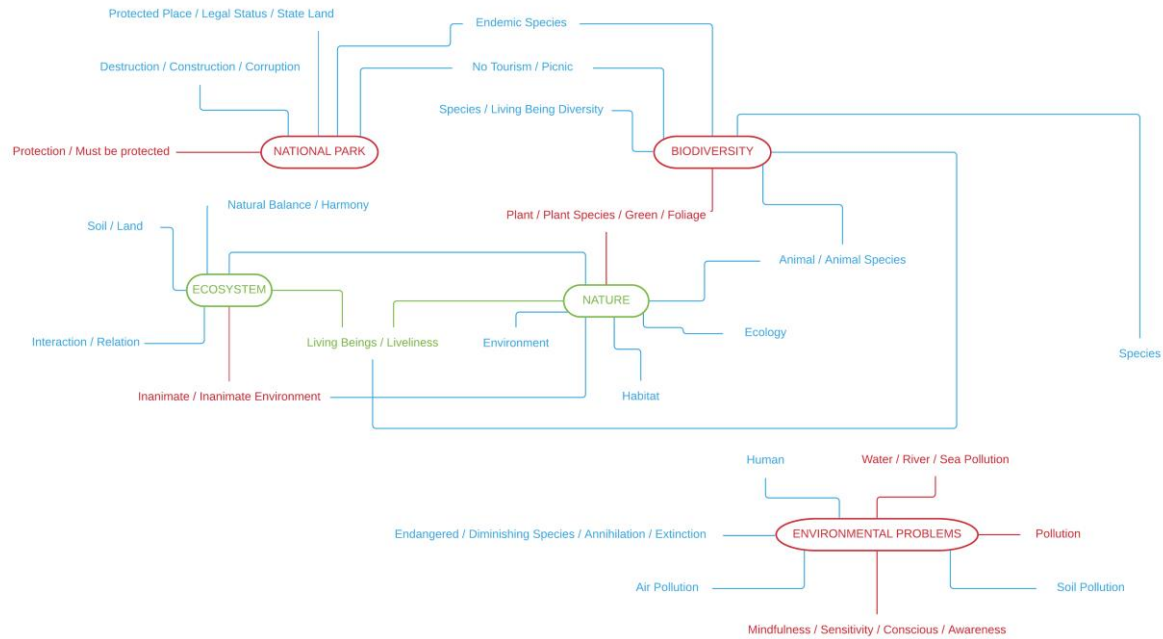 Protected Place / Legal Status / State Land
Endemic Species
Destruction / Construction / Corruption
No Tourism / Picnic
Species / Living Being Diversity
Protection / Must be protected
NATIONAL PARK
BIODIVERSITY
Natural Balance / Harmony
Plant / Plant Species / Green / Foliage
Soil / Land
Animal / Animal Species
ECOSYSTEM
NATURE
Interaction / Relation
Living Beings / Liveliness
Environment
Ecology
Species
Inanimate / Inanimate Environment
Habitat
Human
Water / River / Sea Pollution
Endangered / Diminishing Species / Annihilation / Extinction
ENVIRONMENTAL PROBLEMS
Pollution
Air Pollution
Soil Pollution
Mindfulness / Sensitivity / Conscious / Awareness